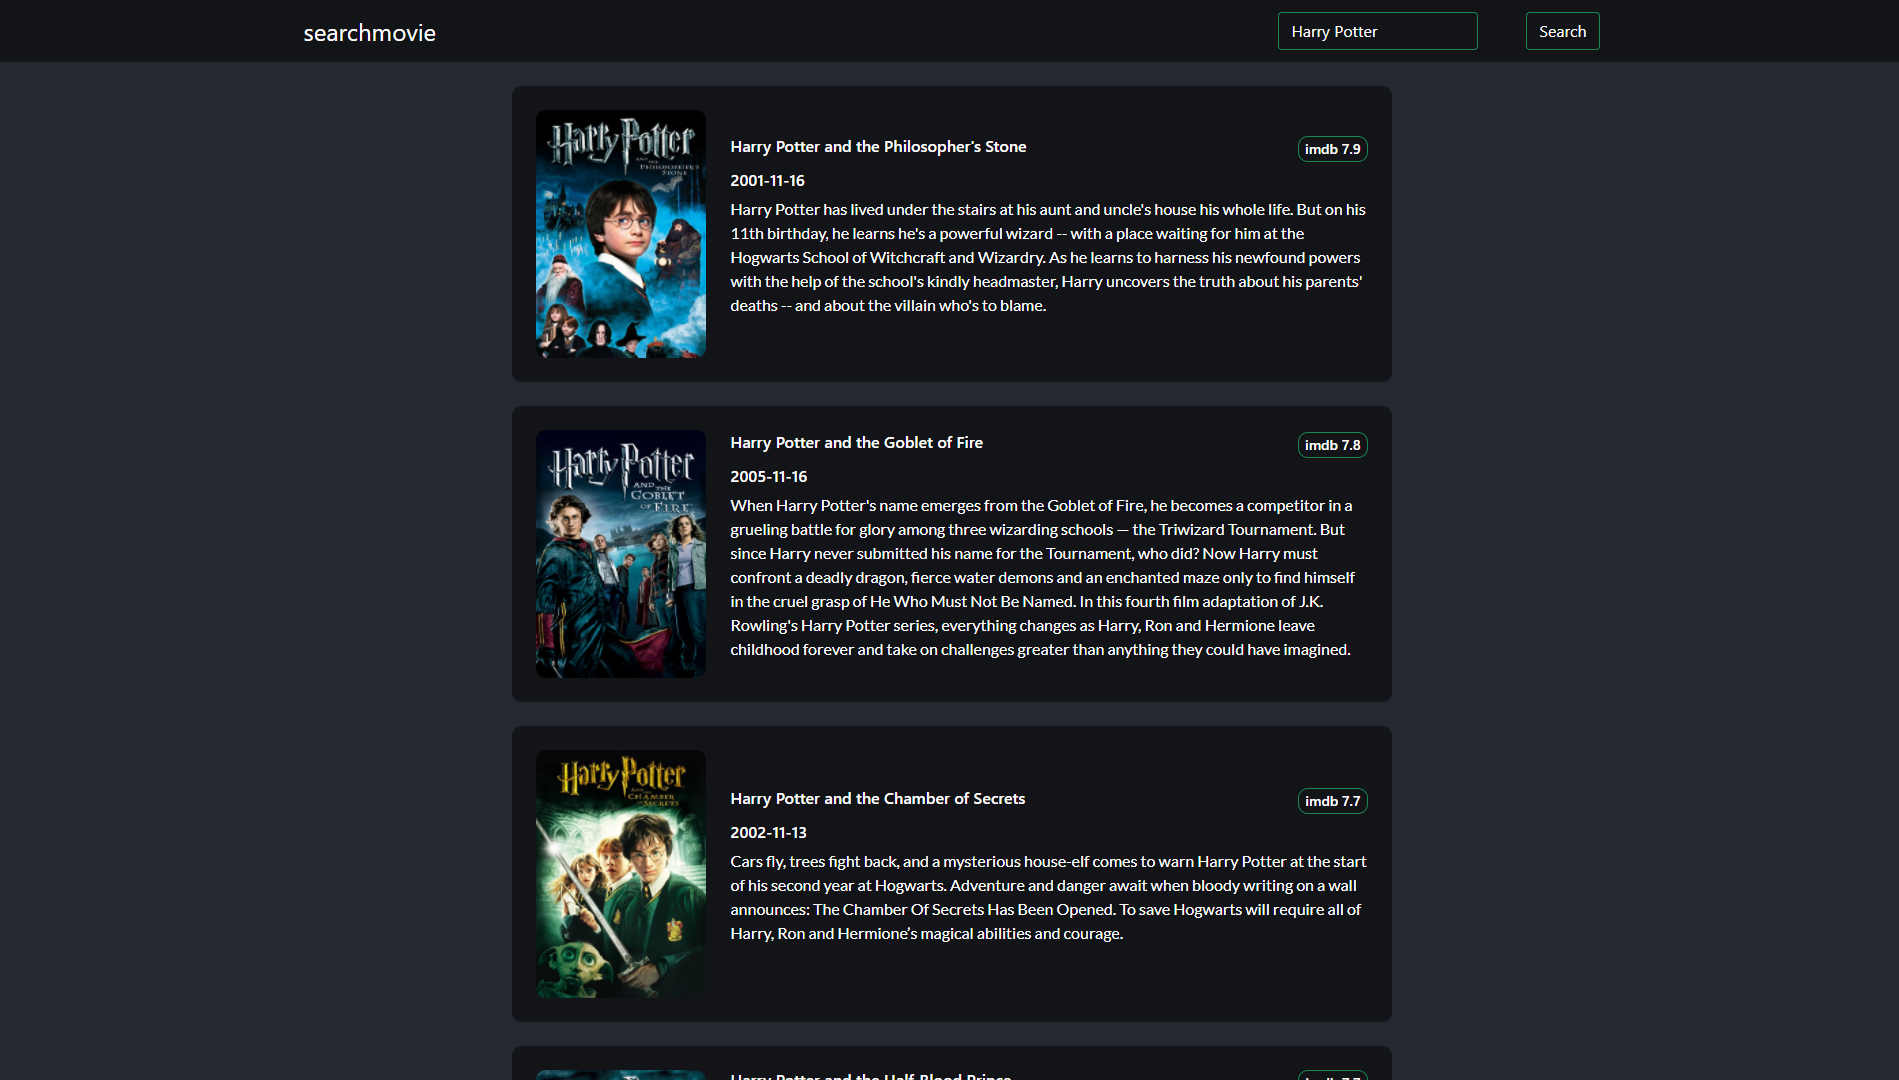 searchmovie
Harry Potter
Search
Harry Potter
AND THE
PHILOSOPHER'S
STONE
Harry Potter and the Philosopher's Stone
imdb 7.9
2001-11-16
Harry Potter has lived under the stairs at his aunt and uncle's house his whole life. But on his
11th birthday, he learns he's a powerful wizard -- with a place waiting for him at the
Hogwarts School of Witchcraft and Wizardry. As he learns to harness his newfound powers
with the help of the school's kindly headmaster, Harry uncovers the truth about his parents'
deaths -- and about the villain who's to blame.
Harry Potter
AND THE
GOBLET
OF FIRE
Harry Potter and the Goblet of Fire
imdb 7.8
2005-11-16
When Harry Potter's name emerges from the Goblet of Fire, he becomes a competitor in a
grueling battle for glory among three wizarding schools — the Triwizard Tournament. But
since Harry never submitted his name for the Tournament, who did? Now Harry must
confront a deadly dragon, fierce water demons and an enchanted maze only to find himself
in the cruel grasp of He Who Must Not Be Named. In this fourth film adaptation of J.K.
Rowling's Harry Potter series, everything changes as Harry, Ron and Hermione leave
childhood forever and take on challenges greater than anything they could have imagined.
Harry Potter
AND THE
CHAMBER
OF SECRETS
Harry Potter and the Chamber of Secrets
imdb 7.7
2002-11-13
Cars fly, trees fight back, and a mysterious house-elf comes to warn Harry Potter at the start
of his second year at Hogwarts. Adventure and danger await when bloody writing on a wall
announces: The Chamber Of Secrets Has Been Opened. To save Hogwarts will require all of
Harry, Ron and Hermione’s magical abilities and courage.
Harry Potter and the Half-Blood Prince
imdb 7.7